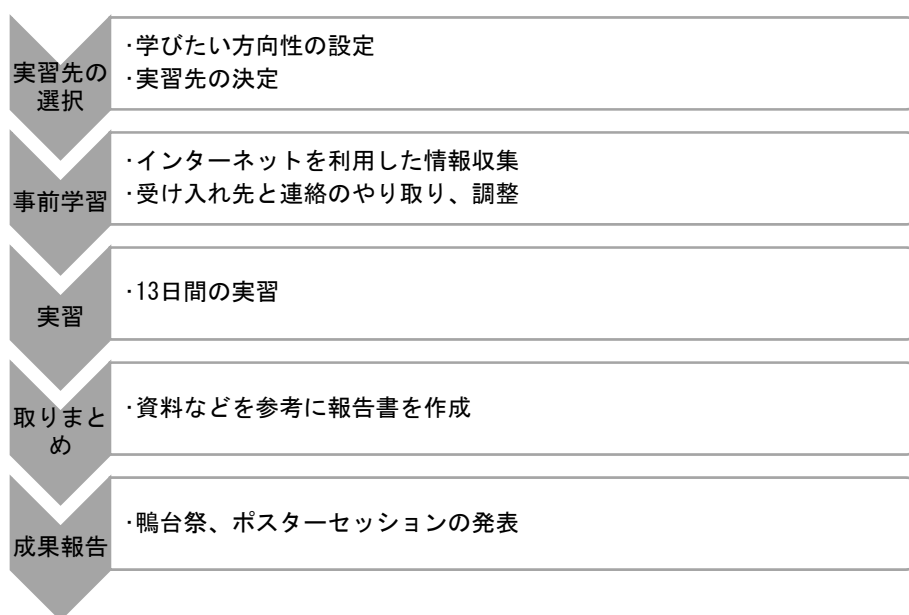 実習先の
選択
·学びたい方向性の設定
·実習先の決定
事前学習
·インターネットを利用した情報収集
·受け入れ先と連絡のやり取り、調整
実習
·13日間の実習
取りまと
め
·資料などを参考に報告書を作成
成果報告
·鴨台祭、ポスターセッションの発表